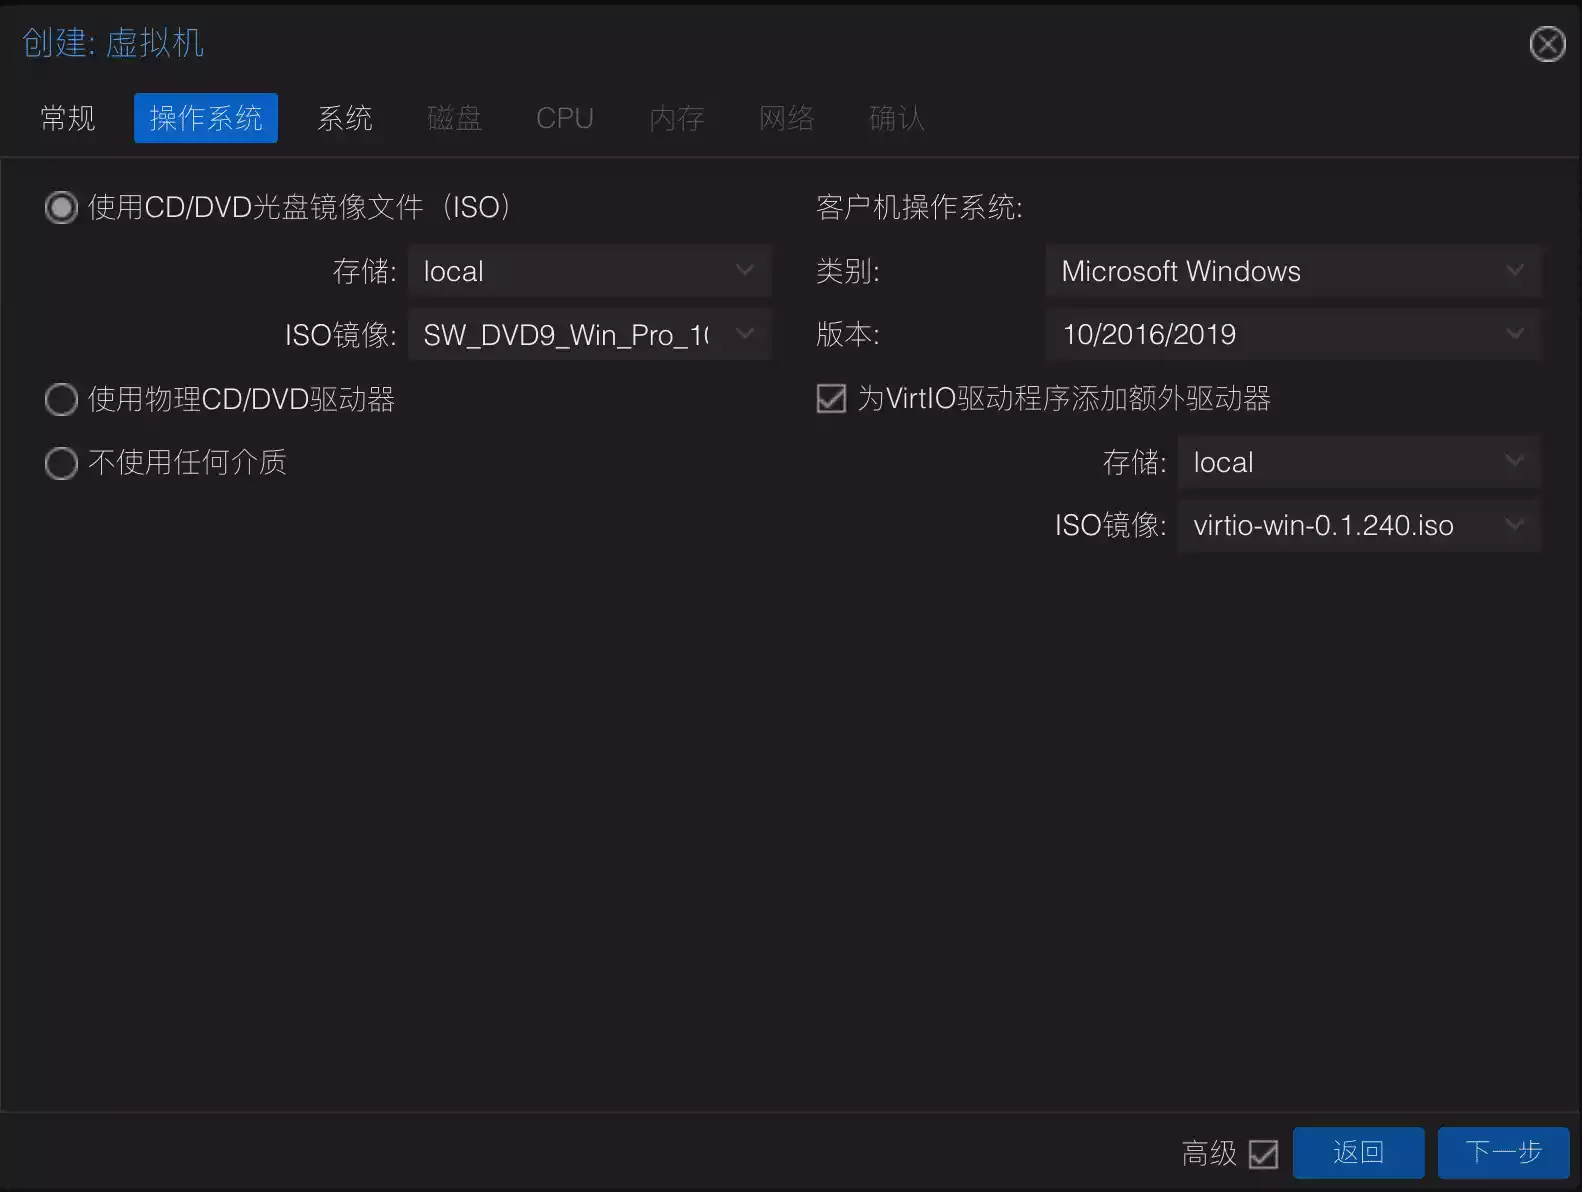 创建: 虚拟机
常规 操作系统 系统 磁盘 CPU 内存 网络 确认
使用CD/DVD光盘镜像文件（ISO）
存储: local
ISO镜像: SW_DVD9_Win_Pro_1
使用物理CD/DVD驱动器
不使用任何介质
客户机操作系统:
类别: Microsoft Windows
版本: 10/2016/2019
为VirtIO驱动程序添加额外驱动器
存储: local
ISO镜像: virtio-win-0.1.240.iso
高级 返回 下一步